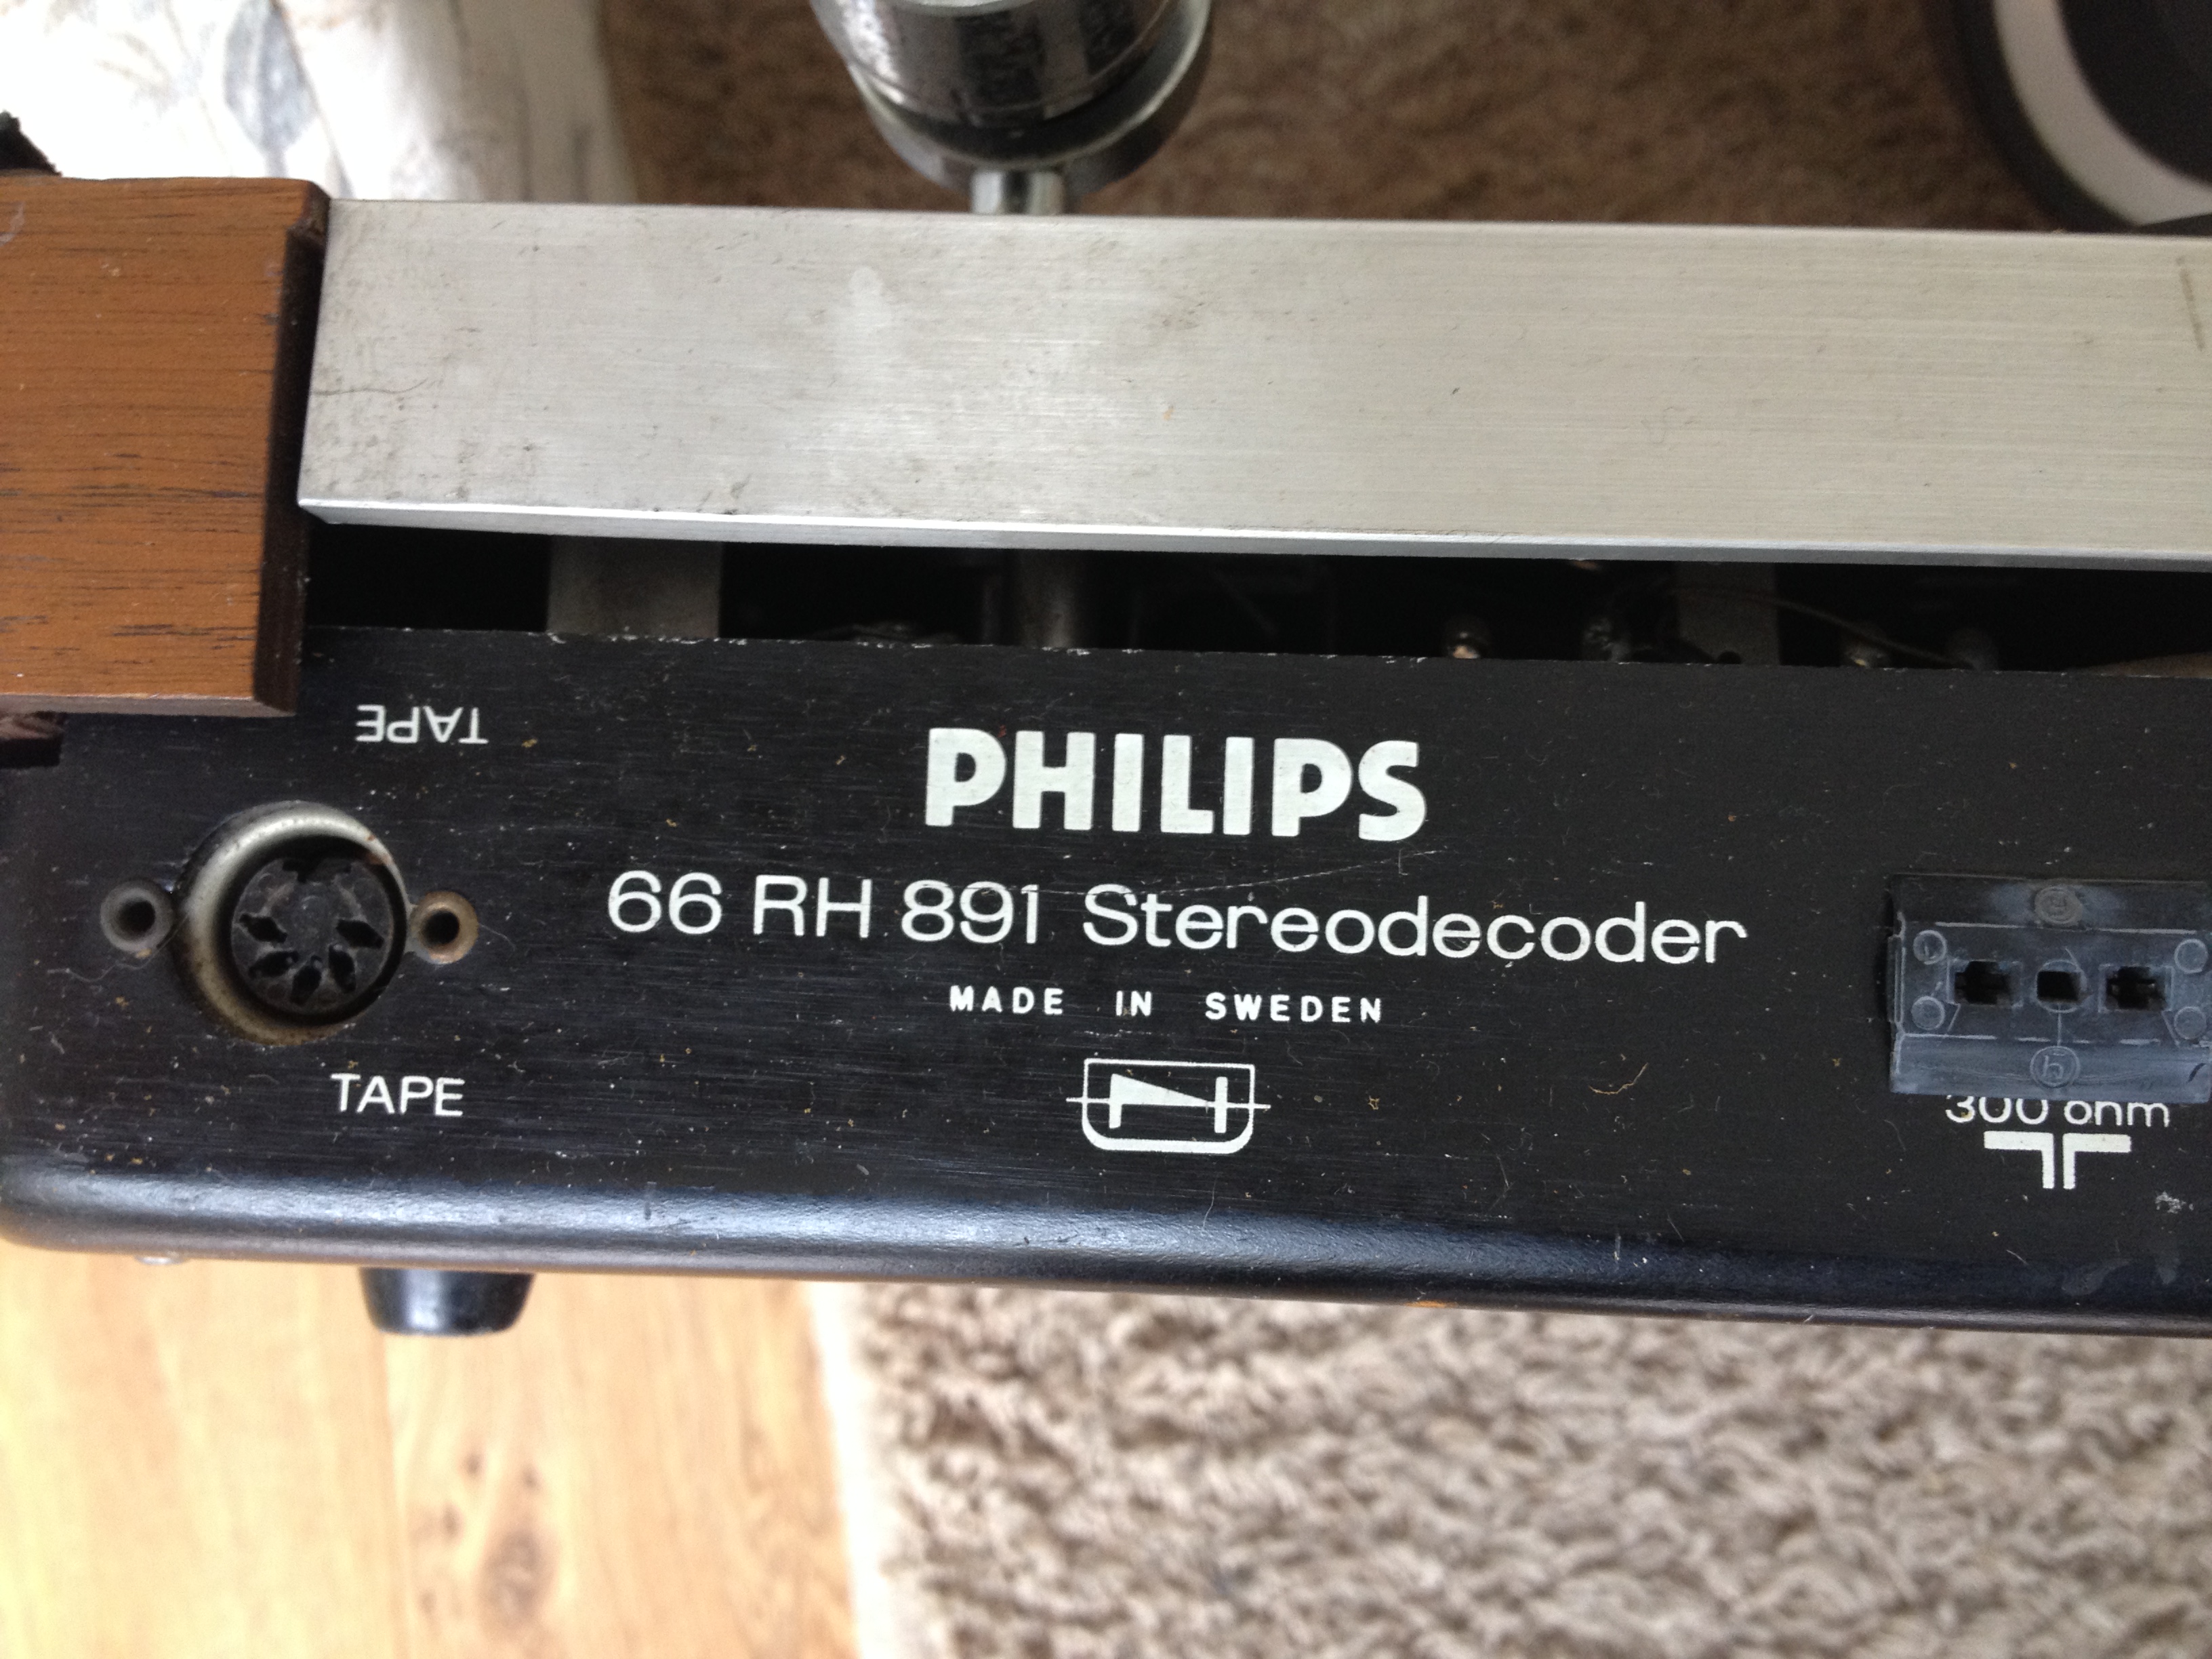 TAPE
PHILIPS
66 RH 891 Stereodecoder
MADE IN SWEDEN
TAPE
300 ohm